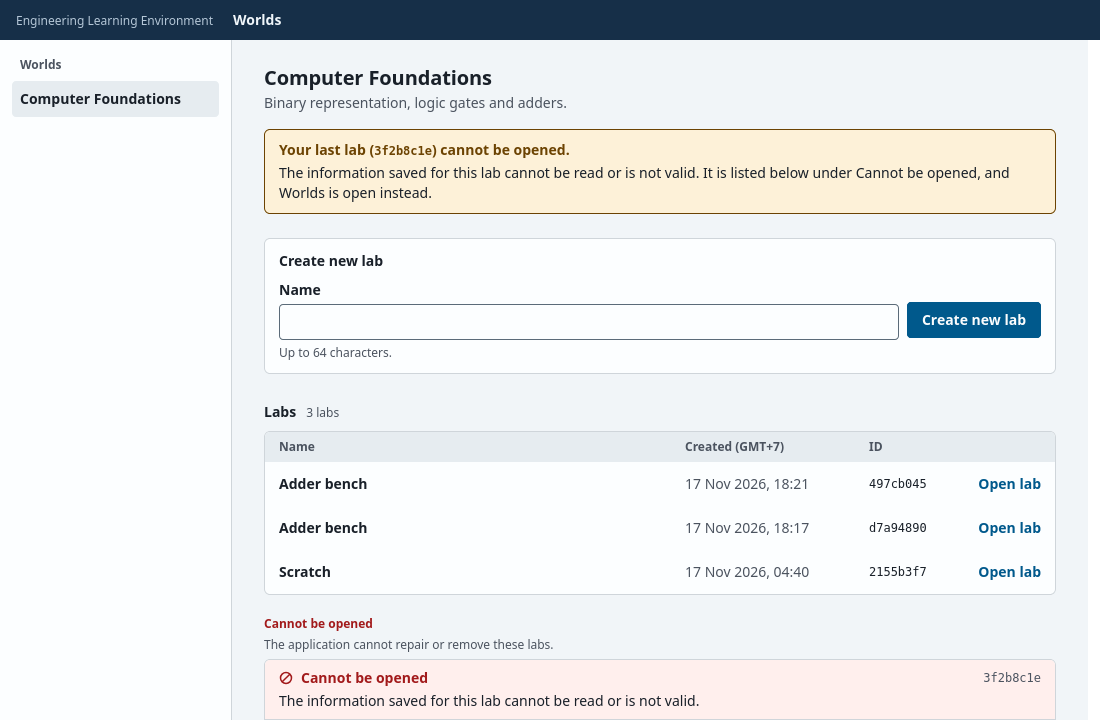 Engineering Learning Environment Worlds
Worlds
Computer Foundations
Computer Foundations
Binary representation, logic gates and adders.
Your last lab (3f2b8c1e) cannot be opened.
The information saved for this lab cannot be read or is not valid. It is listed below under Cannot be opened, and
Worlds is open instead.
Create new lab
Name
Create new lab
Up to 64 characters.
Labs 3 labs
Name Created (GMT+7) ID
Adder bench 17 Nov 2026, 18:21 497cb045 Open lab
Adder bench 17 Nov 2026, 18:17 d7a94890 Open lab
Scratch 17 Nov 2026, 04:40 2155b3f7 Open lab
Cannot be opened
The application cannot repair or remove these labs.
Cannot be opened 3f2b8c1e
The information saved for this lab cannot be read or is not valid.